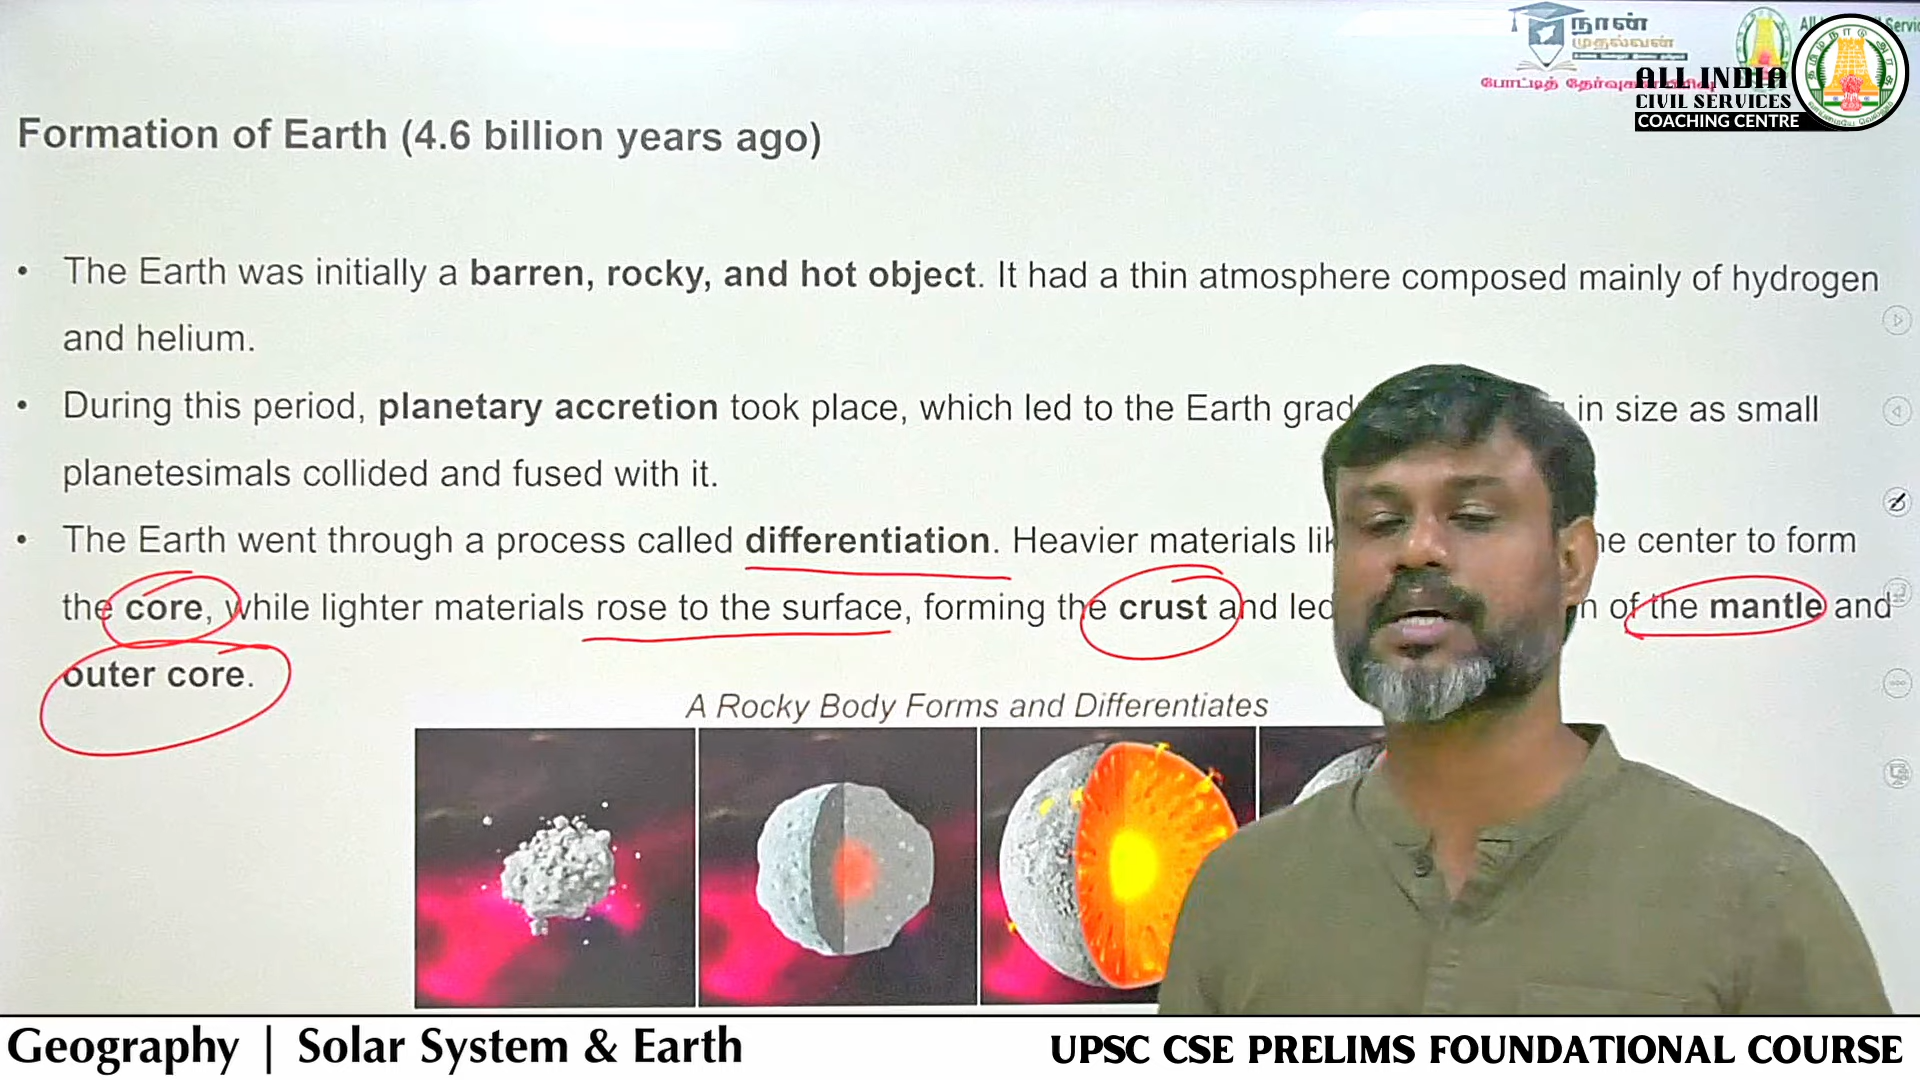 நான்
முதல்வன்
போட்டித்
All
Servic
ALL INDIA
CIVIL SERVICES
COACHING CENTRE
Formation of Earth (4.6 billion years ago)
• The Earth was initially a barren, rocky, and hot object. It had a thin atmosphere composed mainly of hydrogen
and helium.
• During this period, planetary accretion took place, which led to the Earth grad in size as small
planetesimals collided and fused with it.
• The Earth went through a process called differentiation. Heavier materials lik he center to form
the core, while lighter materials rose to the surface, forming the crust and led n of the mantle and
outer core.
A Rocky Body Forms and Differentiates
Geography | Solar System & Earth
UPSC CSE PRELIMS FOUNDATIONAL COURSE